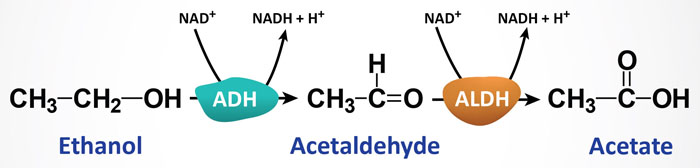 NAD⁺ NADH + H⁺ NAD⁺ NADH + H⁺
H O
CH₃–CH₂–OH ADH CH₃–C=O ALDH CH₃–C–OH
Ethanol Acetaldehyde Acetate